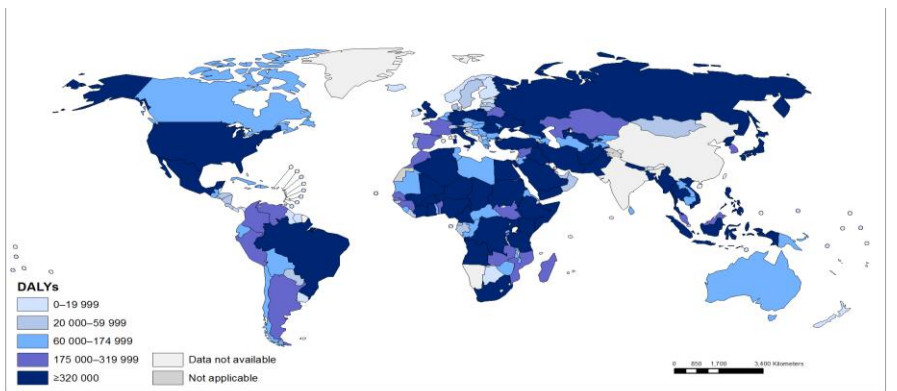 DALYs
0–19 999
20 000–59 999
60 000–174 999
175 000–319 999
≥320 000
Data not available
Not applicable
0 850 1,700 3,400 Kilometers